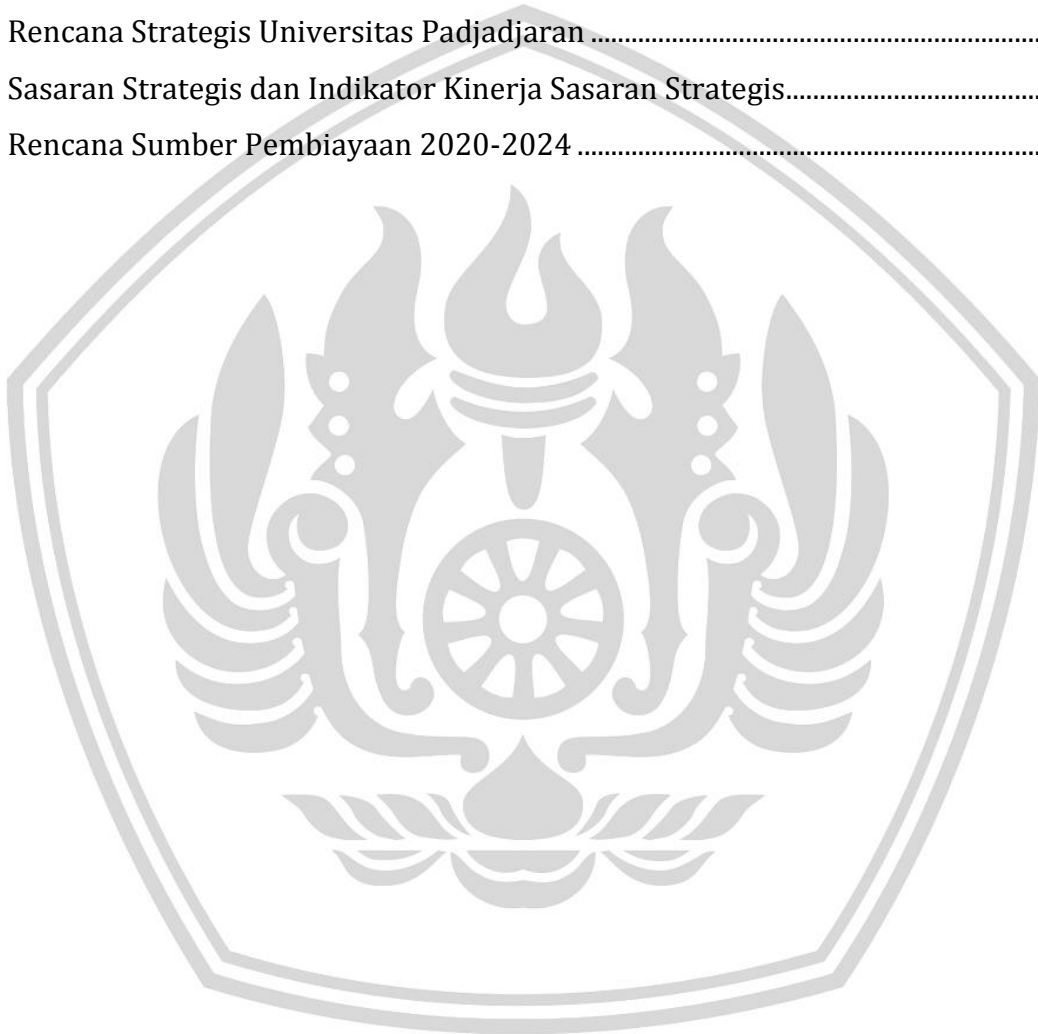 Rencana Strategis Universitas Padjadjaran ........................................................................
Sasaran Strategis dan Indikator Kinerja Sasaran Strategis.........................................
Rencana Sumber Pembiayaan 2020-2024 ..........................................................................